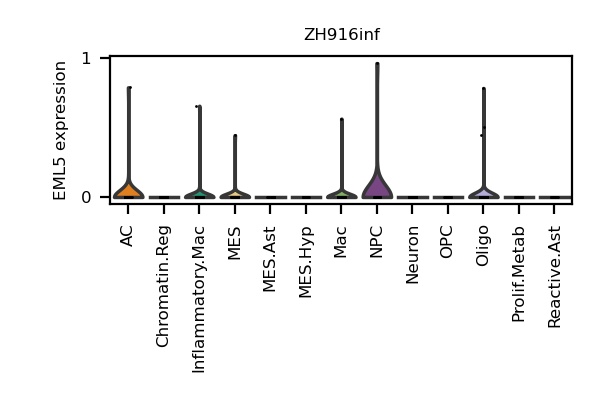 ZH916inf
EML5 expression
1
0
AC
Chromatin.Reg
Inflammatory.Mac
MES
MES.Ast
MES.Hyp
Mac
NPC
Neuron
OPC
Oligo
Prolif.Metab
Reactive.Ast